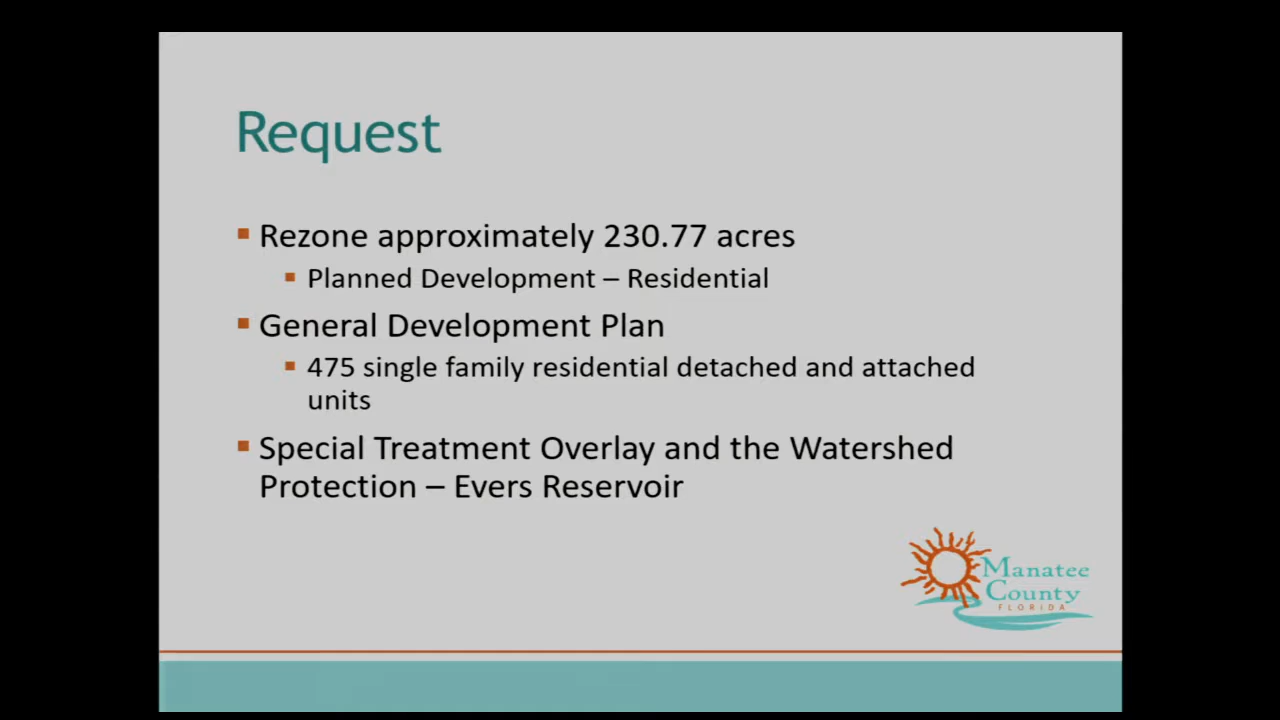 Request
Rezone approximately 230.77 acres
Planned Development – Residential
General Development Plan
475 single family residential detached and attached
units
Special Treatment Overlay and the Watershed
Protection – Evers Reservoir
Manatee
County
FLORIDA